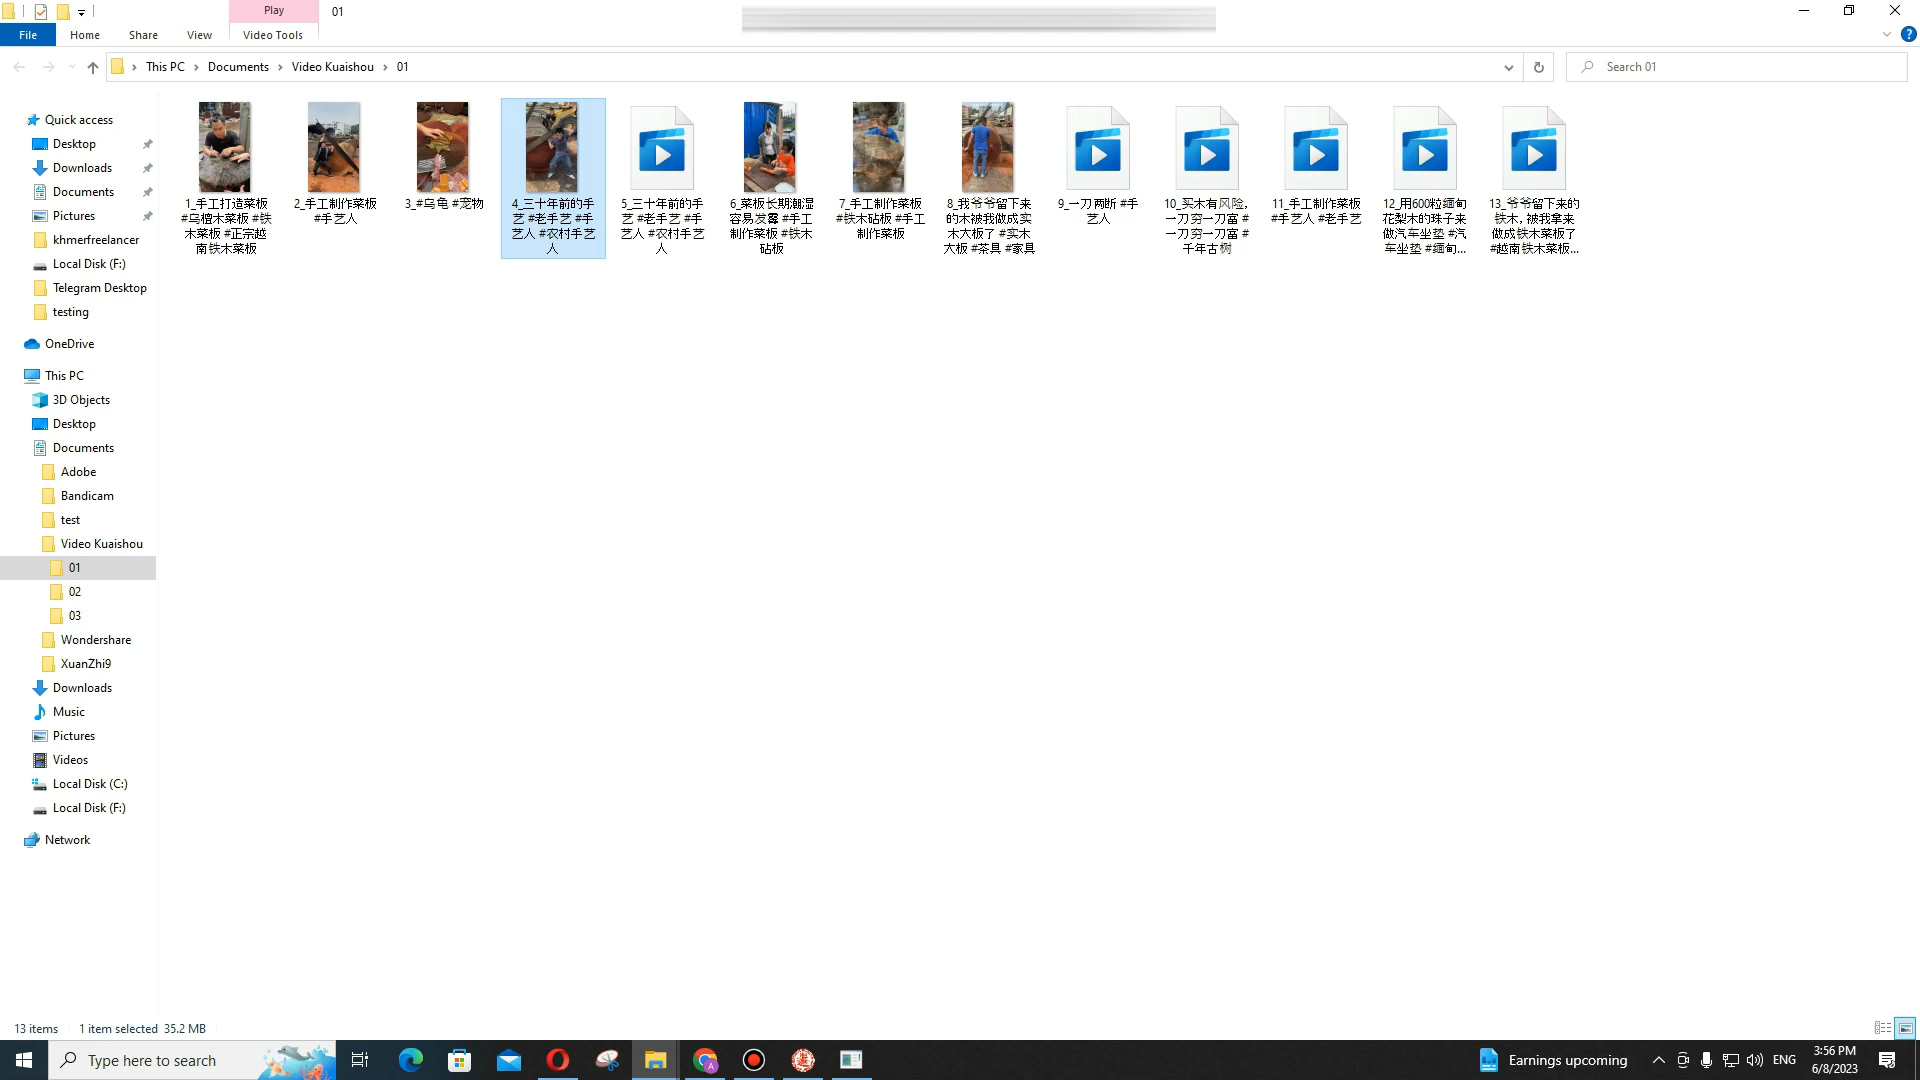 Play
01
File
Home
Share
View
Video Tools
This PC
Documents
Video Kuaishou
01
Search 01
Quick access
Desktop
Downloads
Documents
Pictures
khmerfreelancer
Local Disk (F:)
Telegram Desktop
testing
OneDrive
This PC
3D Objects
Desktop
Documents
Adobe
Bandicam
test
Video Kuaishou
01
02
03
Wondershare
XuanZhi9
Downloads
Music
Pictures
Videos
Local Disk (C:)
Local Disk (F:)
Network
1_手工打造菜板
#乌檀木菜板 #铁
木菜板 #正宗越
南铁木菜板
2_手工制作菜板
#手艺人
3_#乌龟 #宠物
4_三十年前的手
艺 #老手艺 #手
艺人 #农村手艺
人
5_三十年前的手
艺 #老手艺 #手
艺人 #农村手艺
人
6_菜板长期潮湿
容易发霉 #手工
制作菜板 #铁木
砧板
7_手工制作菜板
#铁木砧板 #手工
制作菜板
8_我爷爷留下来
的木被我做成实
木大板了 #实木
大板 #茶具 #家具
9_一刀两断 #手
艺人
10_买木有风险，
一刀穷一刀富 #
一刀穷一刀富 #
千年古树
11_手工制作菜板
#手艺人 #老手艺
12_用600粒缅甸
花梨木的珠子来
做汽车坐垫 #汽
车坐垫 #缅甸...
13_爷爷留下来的
铁木，被我拿来
做成铁木菜板了
#越南铁木菜板...
13 items
1 item selected 35.2 MB
Type here to search
Earnings upcoming
ENG
3:56 PM
6/8/2023